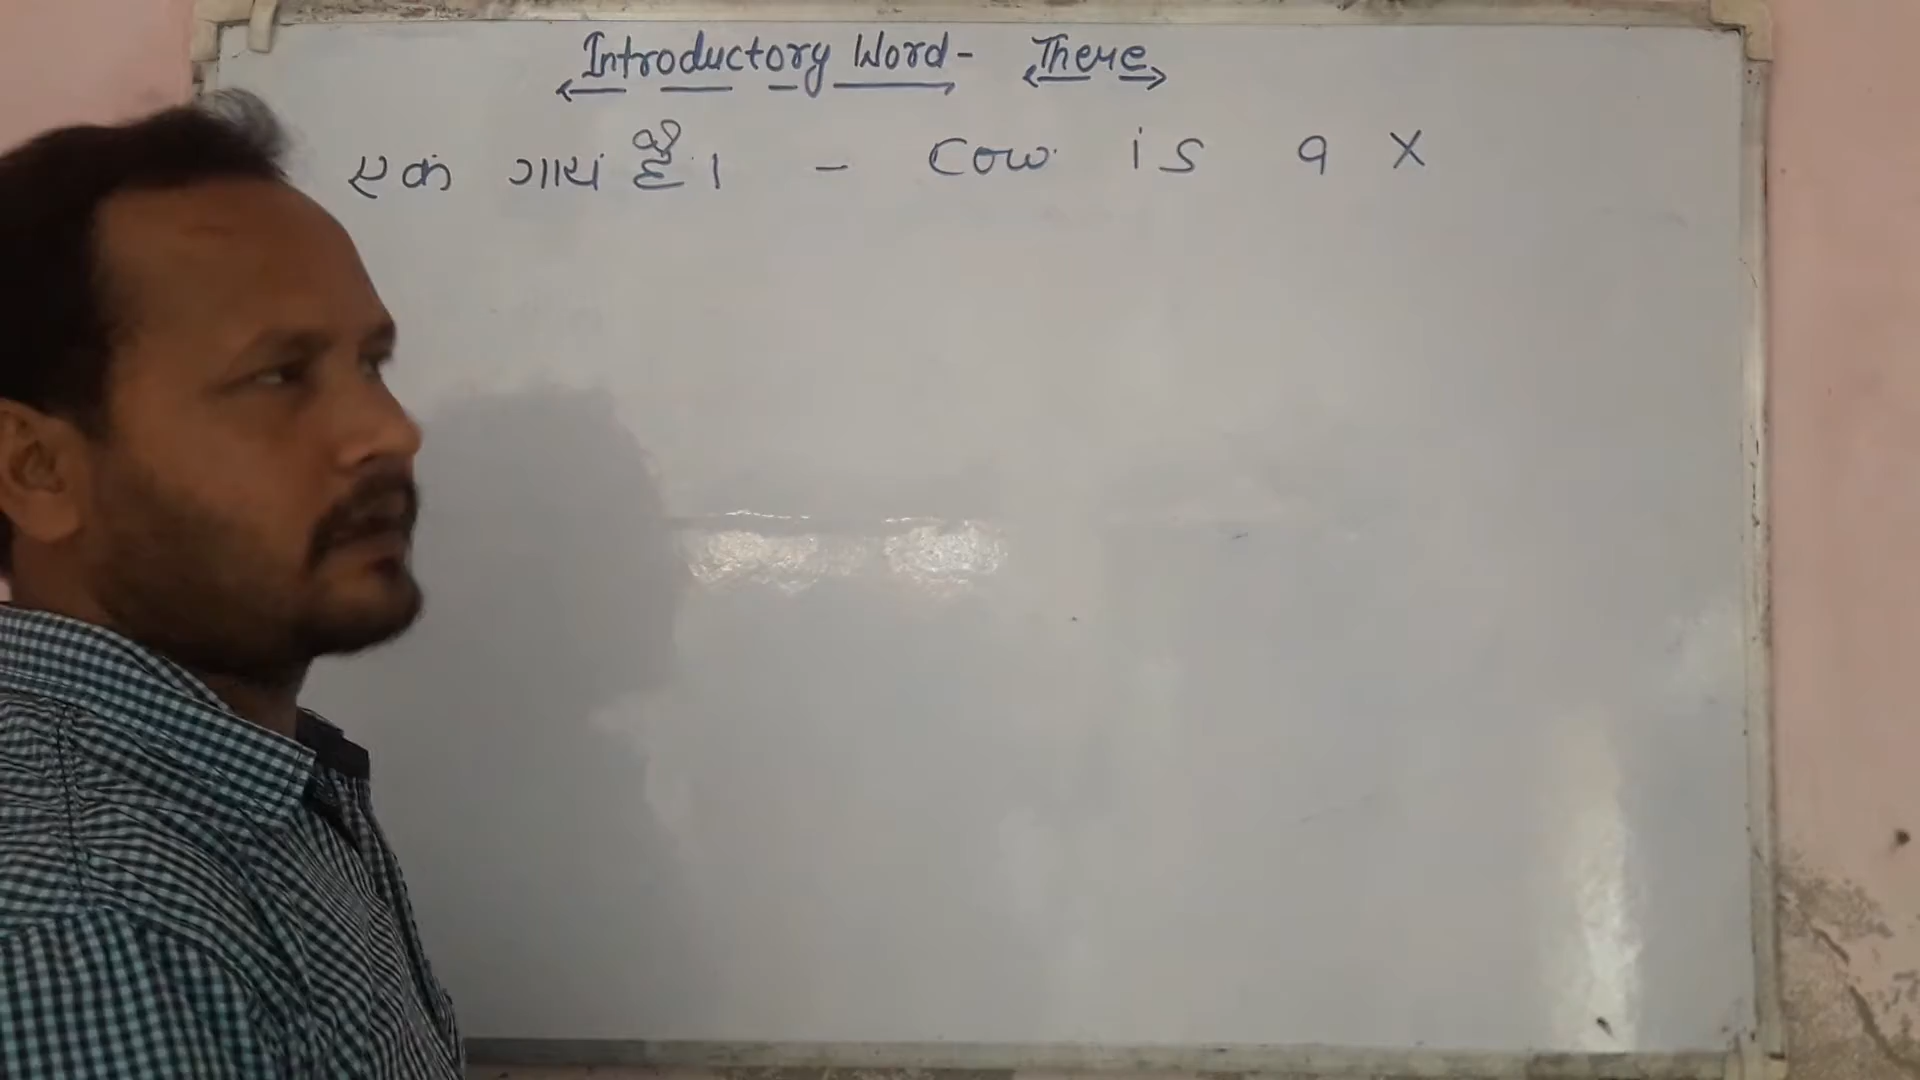 Introductory Word - There
एक गाय है। - Cow is a X